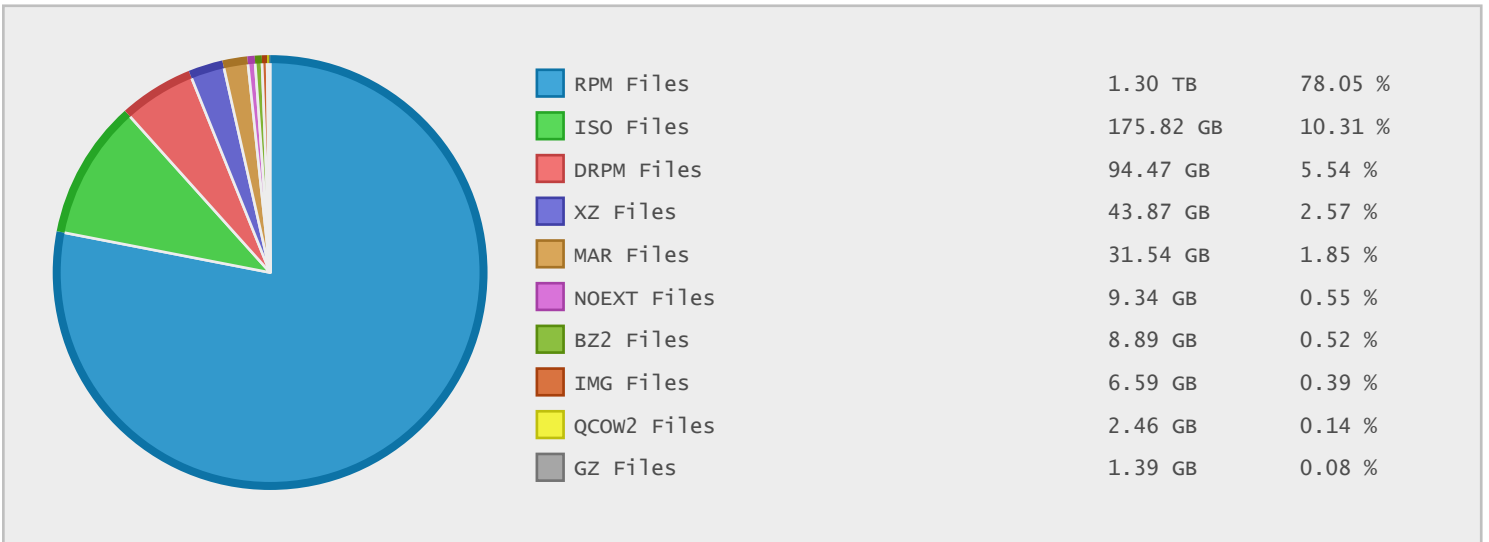 RPM Files 1.30 TB 78.05 %
ISO Files 175.82 GB 10.31 %
DRPM Files 94.47 GB 5.54 %
XZ Files 43.87 GB 2.57 %
MAR Files 31.54 GB 1.85 %
NOEXT Files 9.34 GB 0.55 %
BZ2 Files 8.89 GB 0.52 %
IMG Files 6.59 GB 0.39 %
QCOW2 Files 2.46 GB 0.14 %
GZ Files 1.39 GB 0.08 %